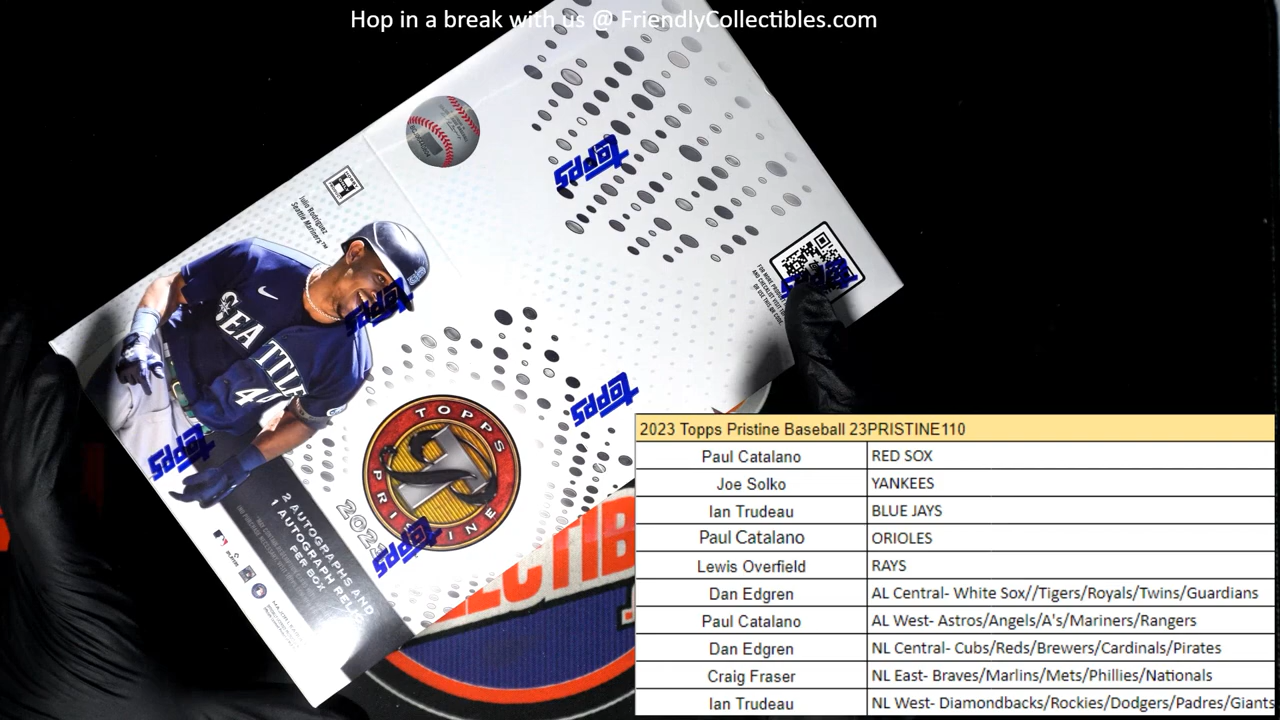 Hop in a break with us @ FriendlyCollectibles.com
topps
Julio Rodriguez
Seattle Mariners™
topps
SEATTLE
44
topps
topps
TOPPS
PRISTINE
2023
topps
topps
2 AUTOGRAPHS AND
1 AUTOGRAPH REL
PER BOX
2023 Topps Pristine Baseball 23PRISTINE110
Paul Catalano RED SOX
Joe Solko YANKEES
Ian Trudeau BLUE JAYS
Paul Catalano ORIOLES
Lewis Overfield RAYS
Dan Edgren AL Central- White Sox//Tigers/Royals/Twins/Guardians
Paul Catalano AL West- Astros/Angels/A's/Mariners/Rangers
Dan Edgren NL Central- Cubs/Reds/Brewers/Cardinals/Pirates
Craig Fraser NL East- Braves/Marlins/Mets/Phillies/Nationals
Ian Trudeau NL West- Diamondbacks/Rockies/Dodgers/Padres/Giants